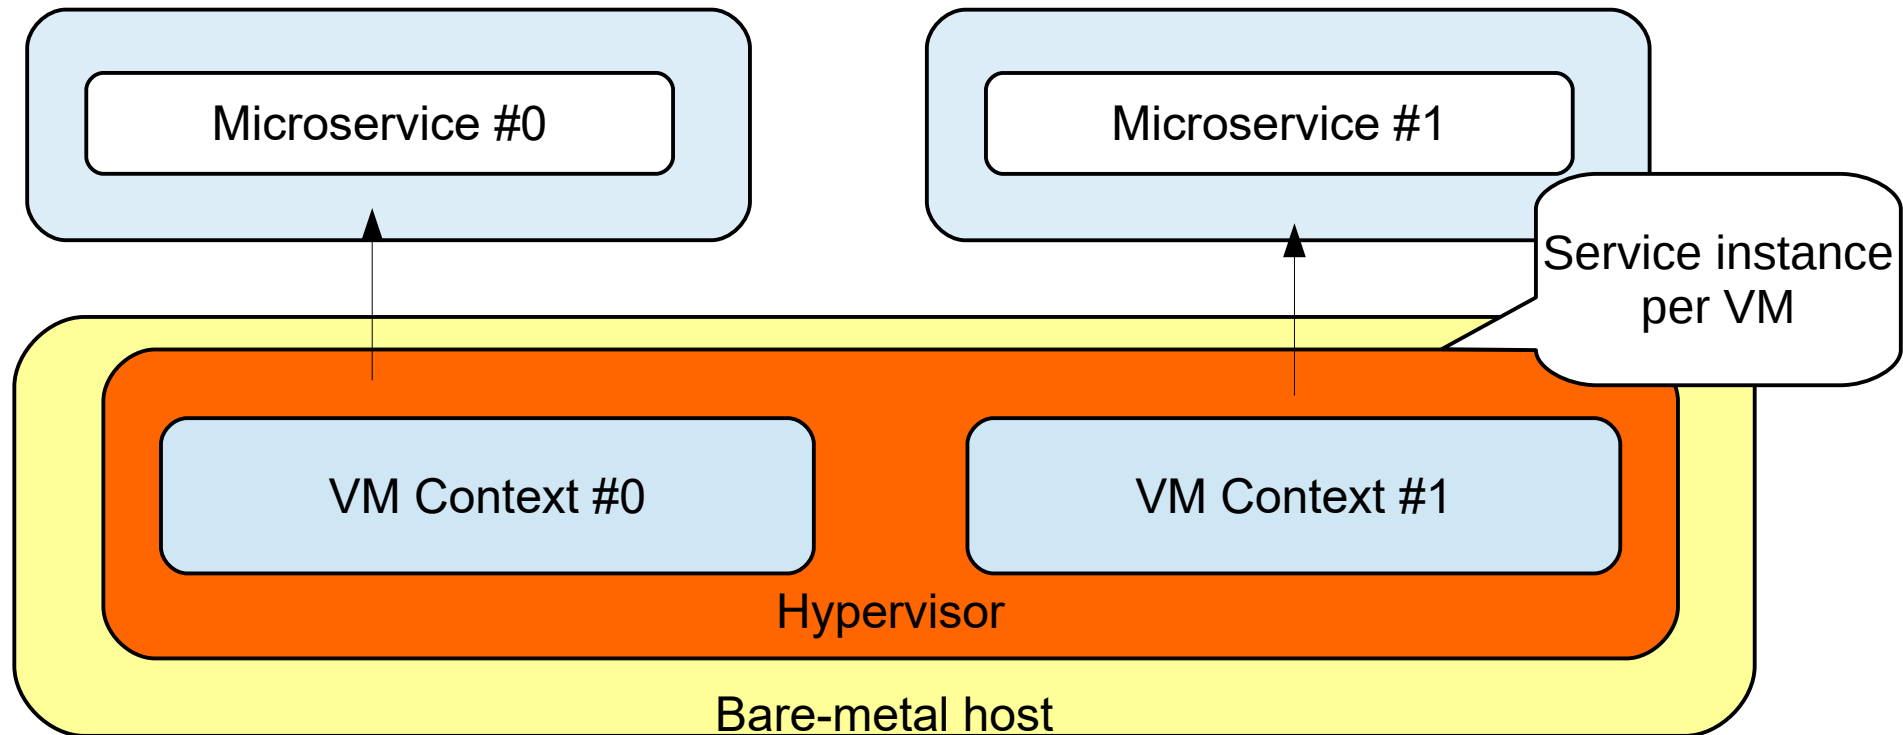 Microservice #0
Microservice #1
Service instance
per VM
VM Context #0
VM Context #1
Hypervisor
Bare-metal host